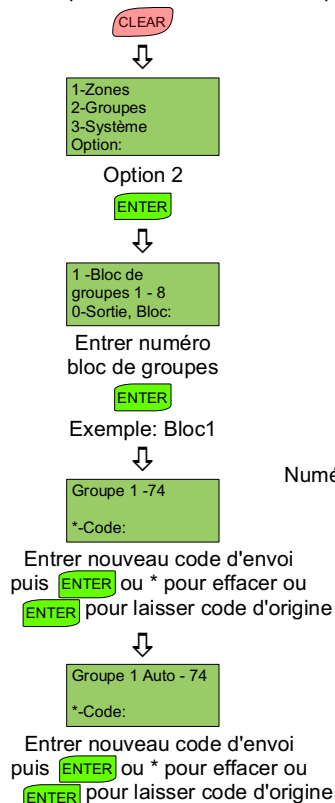 CLEAR
1-Zones
2-Groupes
3-Système
Option:
Option 2
ENTER
1 -Bloc de
groupes 1 - 8
0-Sortie, Bloc:
Entrer numéro
bloc de groupes
ENTER
Exemple: Bloc1
Groupe 1 -74
*-Code:
Numé
Entrer nouveau code d'envoi
puis ENTER ou * pour effacer ou
ENTER pour laisser code d'origine
Groupe 1 Auto - 74
*-Code:
Entrer nouveau code d'envoi
puis ENTER ou * pour effacer ou
ENTER pour laisser code d'origine